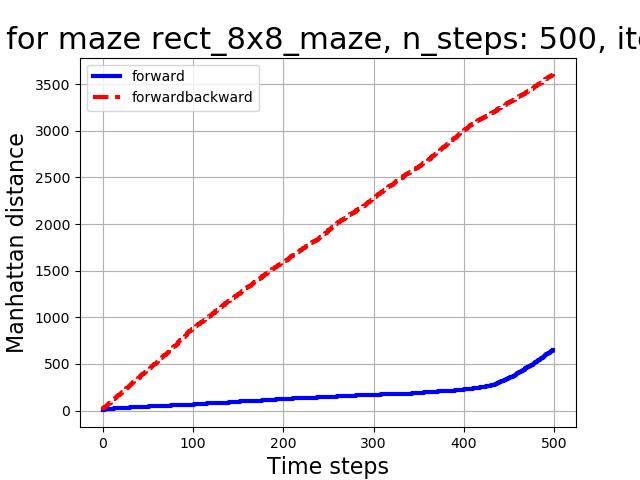 for maze rect_8x8_maze, n_steps: 500, ite
forward
forwardbackward
Manhattan distance
3500
3000
2500
2000
1500
1000
500
0
0 100 200 300 400 500
Time steps